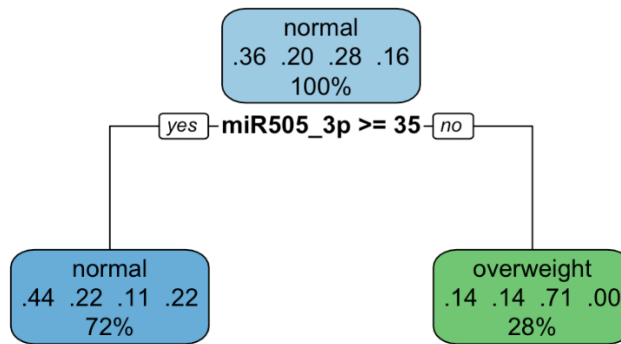 normal
.36 .20 .28 .16
100%
yes miR505_3p >= 35 no
normal
.44 .22 .11 .22
72%
overweight
.14 .14 .71 .00
28%